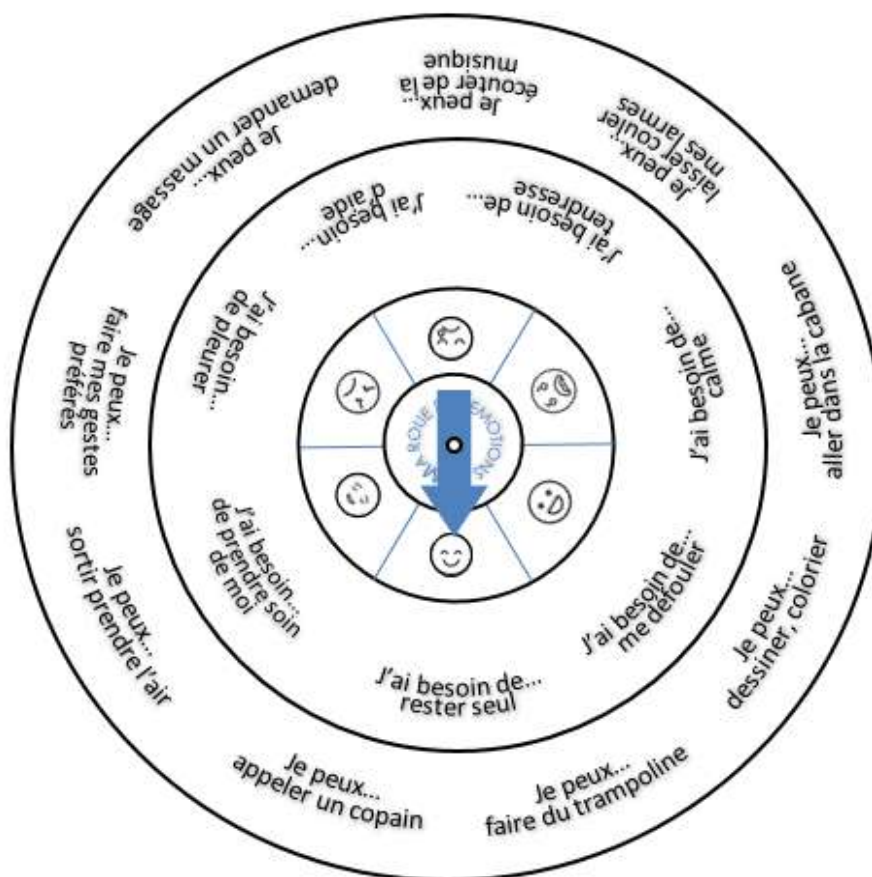 Je peux...
écouter de la
musique
Je peux...
laisser couler
mes larmes
Je peux...
aller dans la cabane
Je peux...
dessiner, colorier
Je peux...
faire du trampoline
Je peux...
appeler un copain
Je peux...
sortir prendre l'air
...Je peux...
faire mes gestes
préférés
Je peux...
demander un massage
J'ai besoin de...
tendresse
J'ai besoin de...
calme
J'ai besoin de...
me défouler
J'ai besoin de...
rester seul
J'ai besoin...
de prendre soin
de moi
J'ai besoin...
de pleurer
J'ai besoin...
d'aide
MA ROUE EMOTIONS